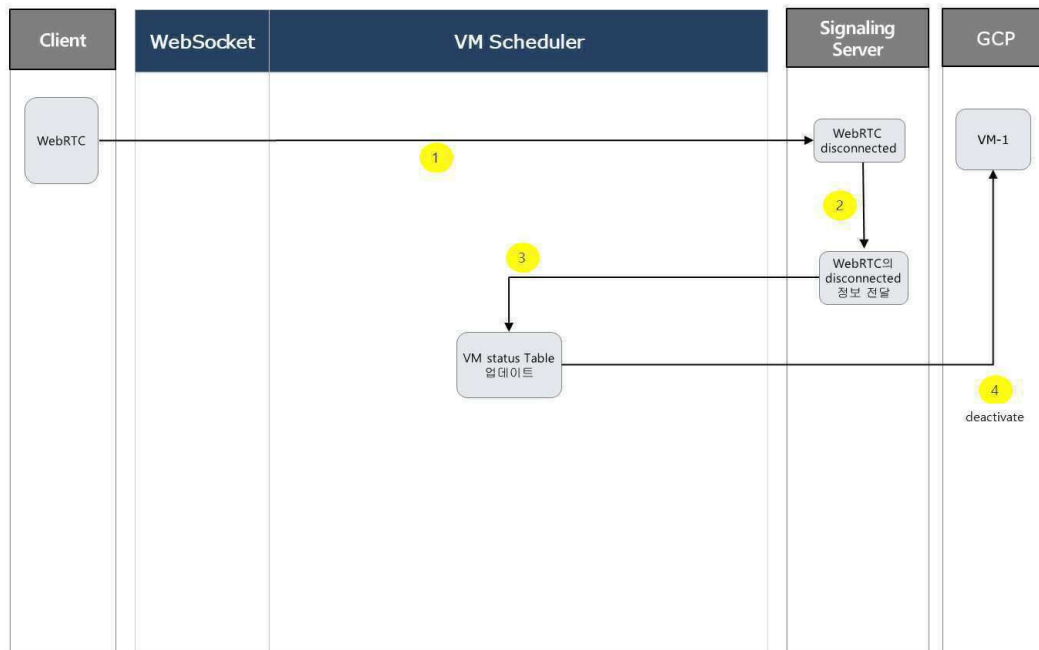 Client
WebSocket
VM Scheduler
Signaling
Server
GCP
WebRTC
WebRTC
disconnected
VM-1
1
2
WebRTC의
disconnected
정보 전달
3
VM status Table
업데이트
4
deactivate